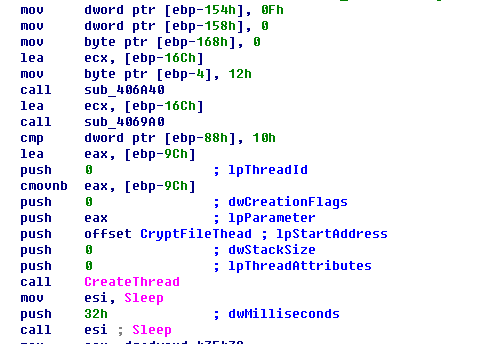 mov dword ptr [ebp-154h], 0Fh
mov dword ptr [ebp-158h], 0
mov byte ptr [ebp-168h], 0
lea ecx, [ebp-16Ch]
mov byte ptr [ebp-4], 12h
call sub_406A40
lea ecx, [ebp-16Ch]
call sub_4069A0
cmp dword ptr [ebp-88h], 10h
lea eax, [ebp-9Ch]
push 0 ; lpThreadId
cmovnb eax, [ebp-9Ch]
push 0 ; dwCreationFlags
push eax ; lpParameter
push offset CryptFileThead ; lpStartAddress
push 0 ; dwStackSize
push 0 ; lpThreadAttributes
call CreateThread
mov esi, Sleep
push 32h ; dwMilliseconds
call esi ; Sleep